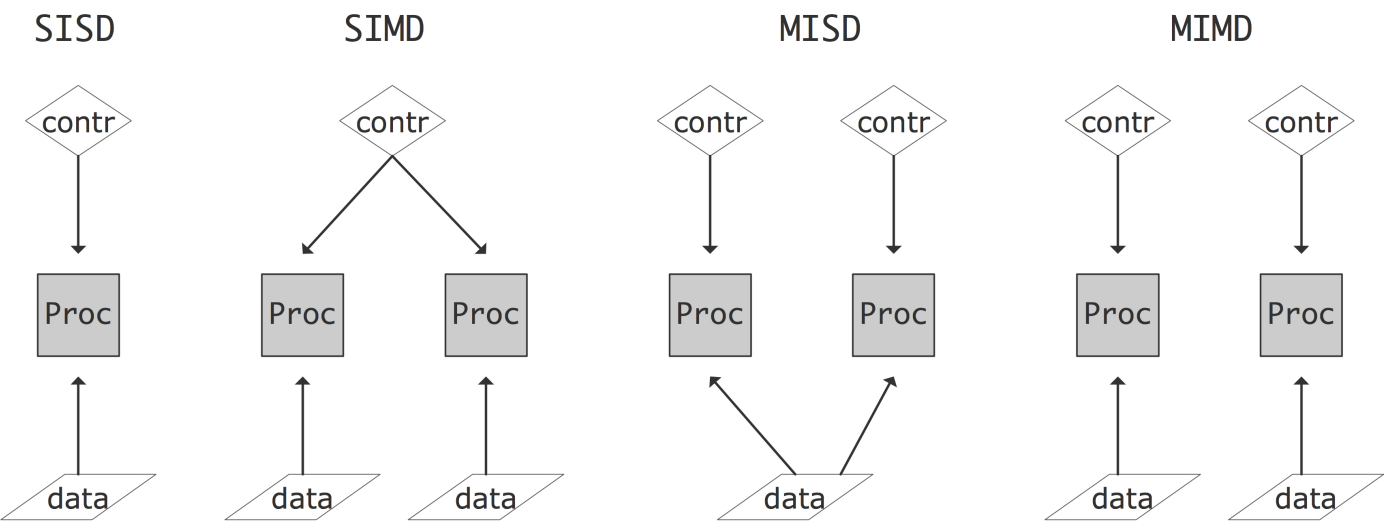 SISD SIMD MISD MIMD
contr contr contr contr contr contr
Proc Proc Proc Proc Proc Proc Proc
data data data data data data